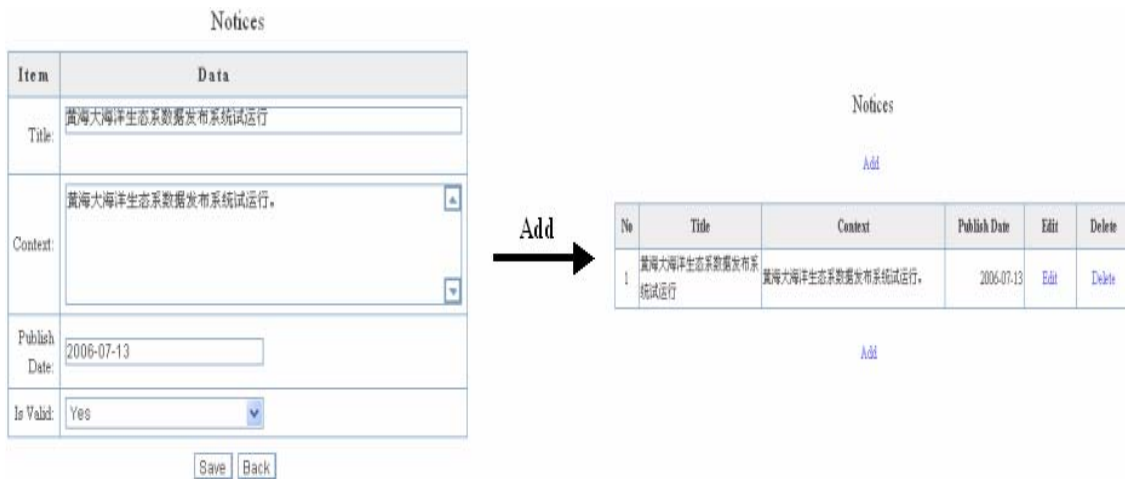 Notices
Item Data
Title: 黄海大海洋生态系数据发布系统试运行
Context: 黄海大海洋生态系数据发布系统试运行。
Publish
Date: 2006-07-13
Is Valid: Yes
Save Back
Add
Notices
Add
No Title Context Publish Date Edit Delete
1 黄海大海洋生态系数据发布系
统试运行 黄海大海洋生态系数据发布系统试运行。 2006-07-13 Edit Delete
Add